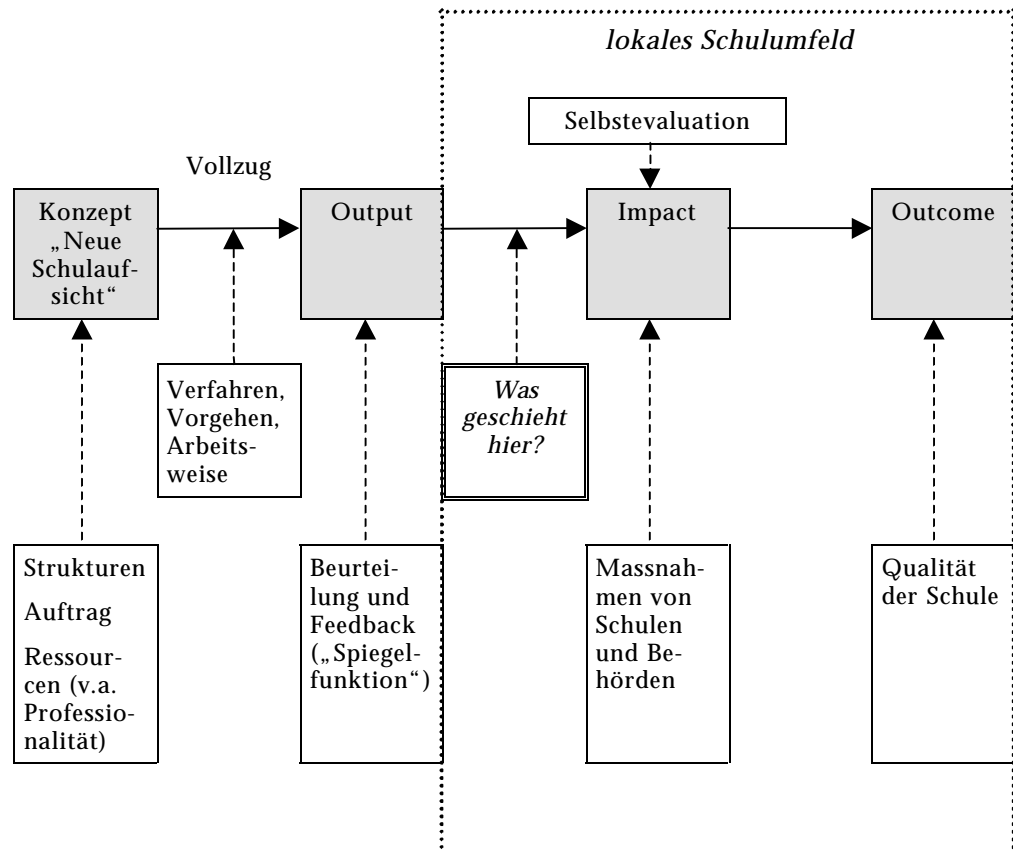 lokales Schulumfeld
Selbstevaluation
Vollzug
Konzept
„Neue
Schulauf-
sicht“
Output
Impact
Outcome
Verfahren,
Vorgehen,
Arbeits-
weise
Was
geschieht
hier?
Strukturen
Auftrag
Ressour-
cen (v.a.
Professio-
nalität)
Beurtei-
lung und
Feedback
(„Spiegel-
funktion“)
Massnah-
men von
Schulen
und Be-
hörden
Qualität
der Schule